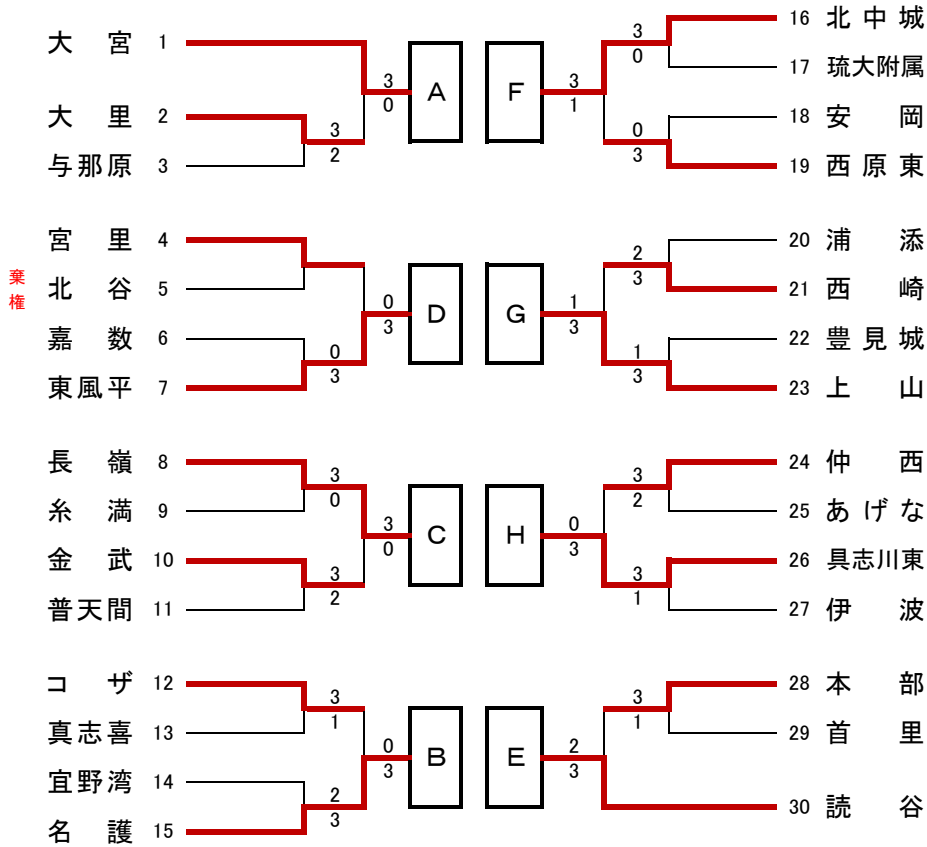 大宮 1
大里 2
与那原 3
3
2
3
0
A
宮里 4
棄権
北谷 5
嘉数 6
東風平 7
0
3
0
3
D
長嶺 8
糸満 9
金武 10
普天間 11
3
0
3
2
3
0
C
コザ 12
真志喜 13
宜野湾 14
名護 15
3
1
2
3
0
3
B
F
3
1
3
0
0
3
16 北中城
17 琉大附属
18 安岡
19 西原東
G
1
3
2
3
1
3
20 浦添
21 西崎
22 豊見城
23 上山
H
0
3
3
2
3
1
24 仲西
25 あげな
26 具志川東
27 伊波
E
2
3
3
1
28 本部
29 首里
30 読谷